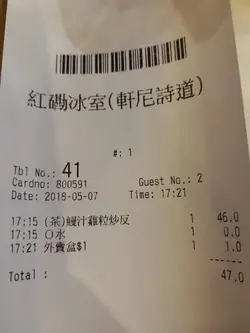 紅磡冰室(軒尼詩道)
#: 1
Tbl No.: 41
Cardno: 800591 Guest No.: 2
Date: 2018-05-07 Time: 17:21
17:15 (茶)鰻汁雞粒炒反 1 46.0
17:15 O水 1 0.0
17:21 外賣盒$1 1 1.0
Total : 47.0